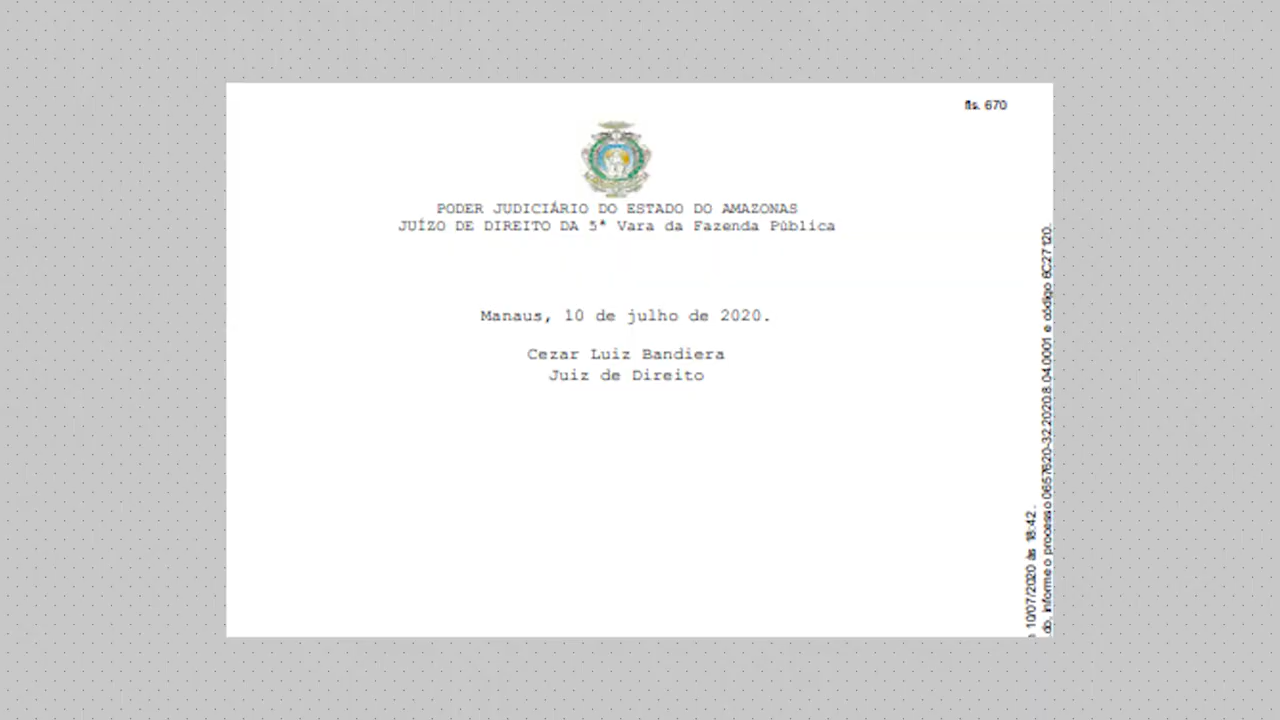 fls. 670
PODER JUDICIÁRIO DO ESTADO DO AMAZONAS
JUÍZO DE DIREITO DA 5ª Vara da Fazenda Pública
Manaus, 10 de julho de 2020.
Cezar Luiz Bandiera
Juiz de Direito
10/07/2020 às 18:42 .
do, informe o processo 0657620-32.2020.8.04.0001 e código 6C27120.